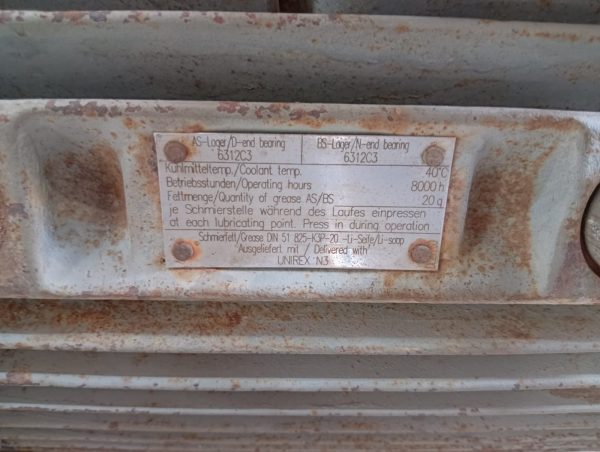 AS-Lager/D-end bearing BS-Lager/N-end bearing
6312C3 6312C3
Kühlmitteltemp./Coolant temp. 40°C
Betriebsstunden/Operating hours 8000 h
Fettmenge/Quantity of grease AS/BS 20 g
je Schmierstelle während des Laufes einpressen
at each lubricating point. Press in during operation
Schmierfett/Grease DIN 51 825-K3P-20 -Li-Seife/Li-soap
"Ausgeliefert mit / Delivered with"
UNIREX N3